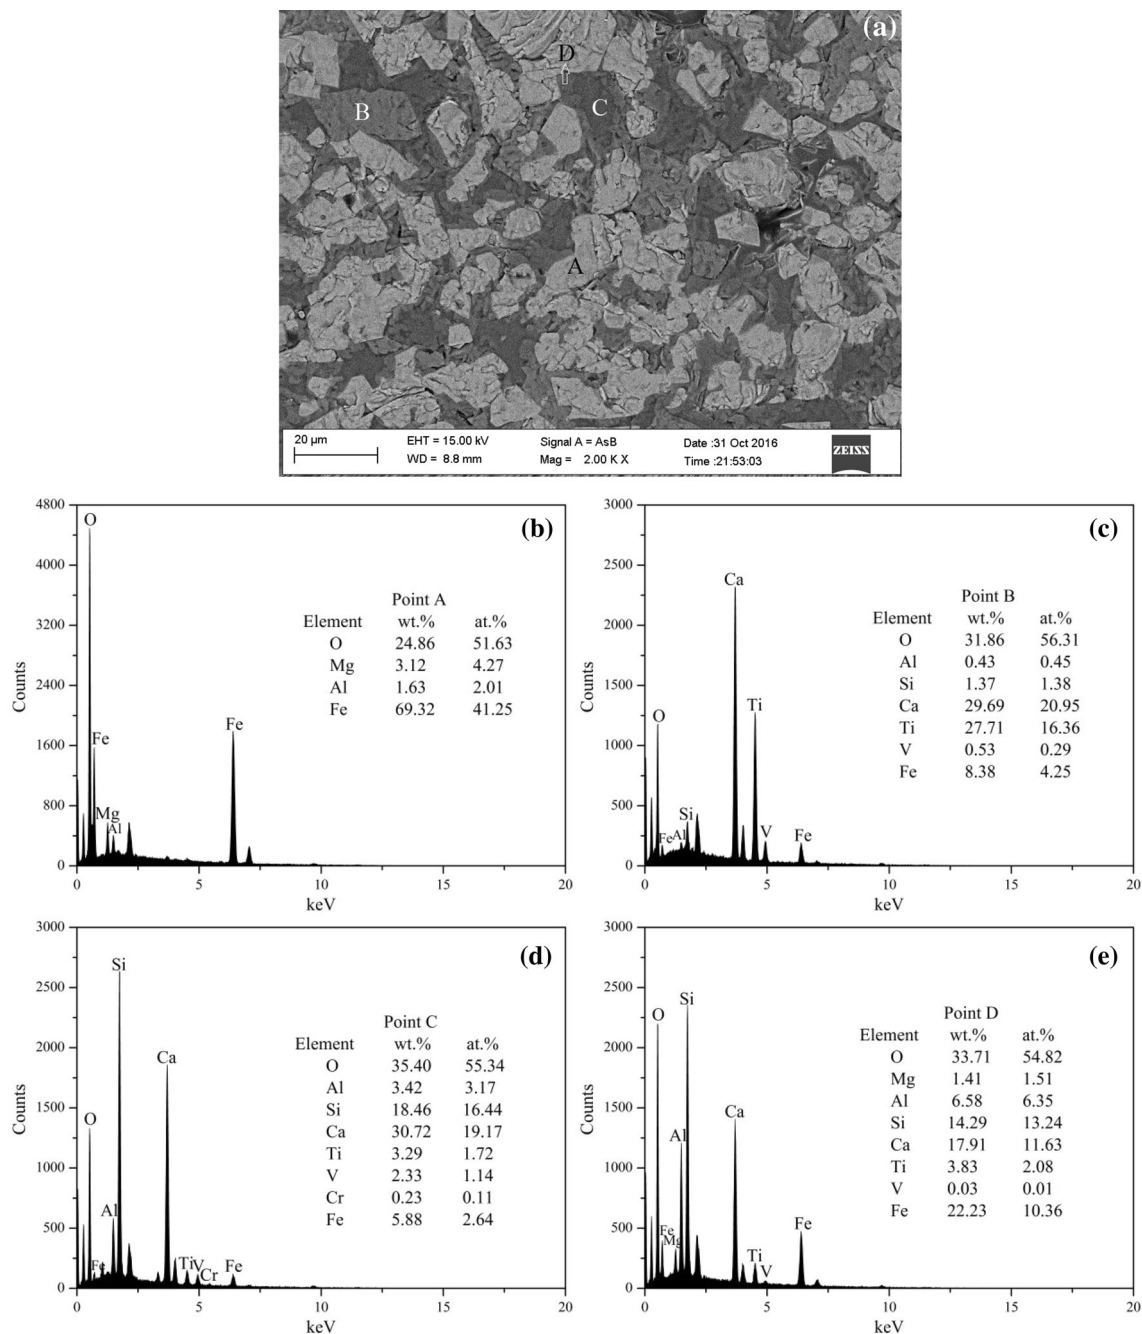 (a)
D
B
C
A
20 µm
EHT = 15.00 kV
Signal A = AsB
Date :31 Oct 2016
ZEISS
WD = 8.8 mm
Mag = 2.00 K X
Time :21:53:03
(b)
4800
4000
3200
2400
1600
800
0
Counts
O
Fe
Mg
Al
Fe
Point A
Element wt.% at.%
O 24.86 51.63
Mg 3.12 4.27
Al 1.63 2.01
Fe 69.32 41.25
0 5 10 15 20
keV
(c)
3000
2500
2000
1500
1000
500
0
Counts
O
Fe
Al
Si
Ca
Ti
V
Fe
Point B
Element wt.% at.%
O 31.86 56.31
Al 0.43 0.45
Si 1.37 1.38
Ca 29.69 20.95
Ti 27.71 16.36
V 0.53 0.29
Fe 8.38 4.25
0 5 10 15 20
keV
(d)
3000
2500
2000
1500
1000
500
0
Counts
O
Fe
Al
Si
Ca
Ti
V
Cr
Fe
Point C
Element wt.% at.%
O 35.40 55.34
Al 3.42 3.17
Si 18.46 16.44
Ca 30.72 19.17
Ti 3.29 1.72
V 2.33 1.14
Cr 0.23 0.11
Fe 5.88 2.64
0 5 10 15 20
keV
(e)
3000
2500
2000
1500
1000
500
0
Counts
O
Fe
Mg
Al
Si
Ca
Ti
V
Fe
Point D
Element wt.% at.%
O 33.71 54.82
Mg 1.41 1.51
Al 6.58 6.35
Si 14.29 13.24
Ca 17.91 11.63
Ti 3.83 2.08
V 0.03 0.01
Fe 22.23 10.36
0 5 10 15 20
keV